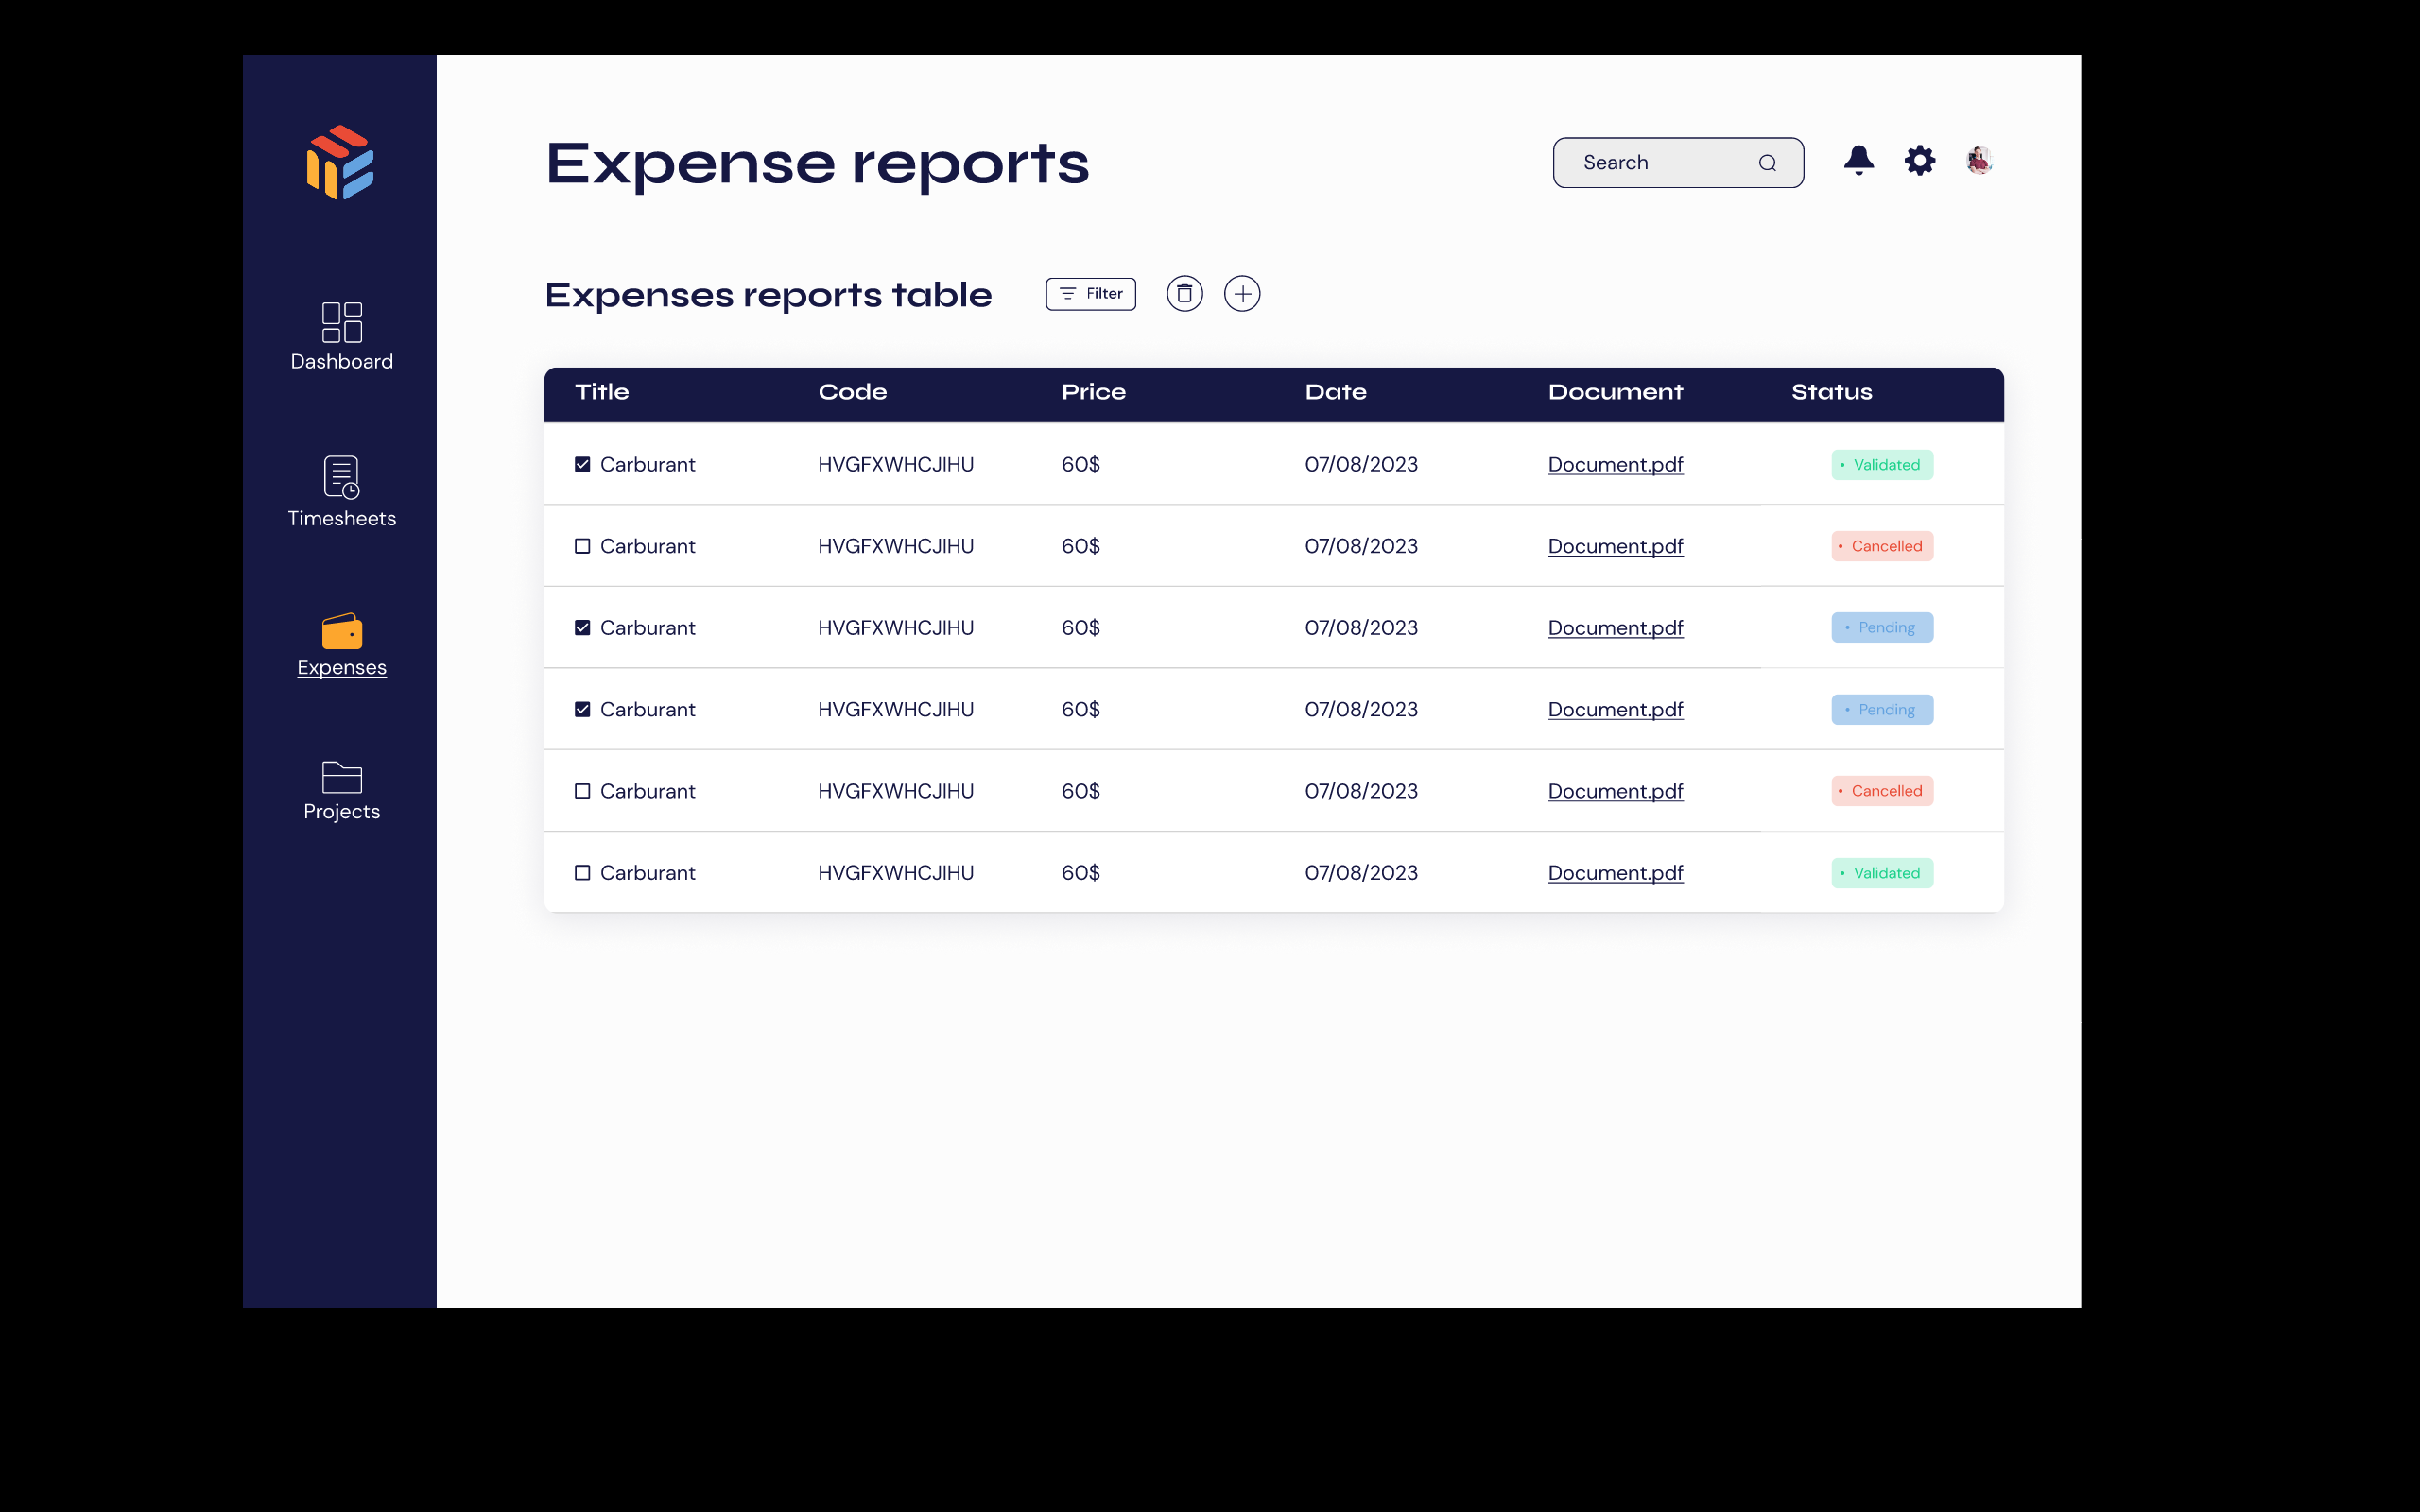 Expense reports
Search
Expenses reports table Filter
Dashboard
Timesheets
Expenses
Projects
Title Code Price Date Document Status
Carburant HVGFXWHCJIHU 60$ 07/08/2023 Document.pdf • Validated
Carburant HVGFXWHCJIHU 60$ 07/08/2023 Document.pdf • Cancelled
Carburant HVGFXWHCJIHU 60$ 07/08/2023 Document.pdf • Pending
Carburant HVGFXWHCJIHU 60$ 07/08/2023 Document.pdf • Pending
Carburant HVGFXWHCJIHU 60$ 07/08/2023 Document.pdf • Cancelled
Carburant HVGFXWHCJIHU 60$ 07/08/2023 Document.pdf • Validated